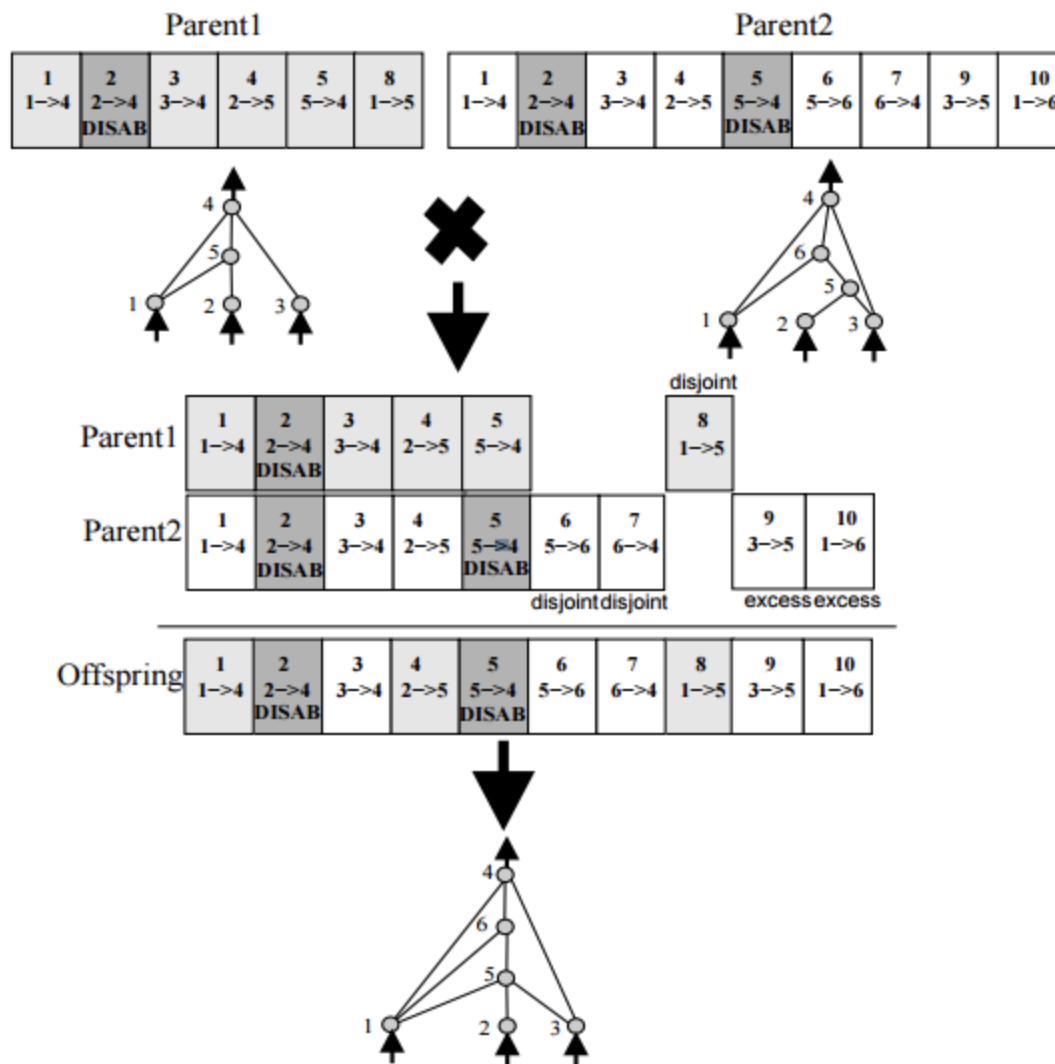 Parent1 Parent2
1 2 3 4 5 8 1 2 3 4 5 6 7 9 10
1->4 2->4 3->4 2->5 5->4 1->5 1->4 2->4 3->4 2->5 5->4 5->6 6->4 3->5 1->6
DISAB DISAB DISAB
4 4
5 6
5
1 2 3 1 2 3
disjoint
1 2 3 4 5 8
Parent1 1->4 2->4 3->4 2->5 5->4 1->5
DISAB
1 2 3 4 5 6 7 9 10
Parent2 1->4 2->4 3->4 2->5 5->4 5->6 6->4 3->5 1->6
DISAB DISAB
disjoint disjoint excess excess
1 2 3 4 5 6 7 8 9 10
Offspring 1->4 2->4 3->4 2->5 5->4 5->6 6->4 1->5 3->5 1->6
DISAB DISAB
4
6
5
1 2 3